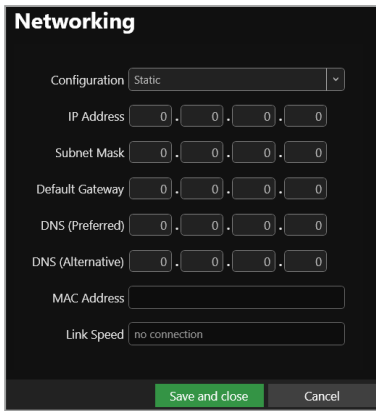 Networking
Configuration Static
IP Address 0. 0. 0. 0
Subnet Mask 0. 0. 0. 0
Default Gateway 0. 0. 0. 0
DNS (Preferred) 0. 0. 0. 0
DNS (Alternative) 0. 0. 0. 0
MAC Address
Link Speed no connection
Save and close Cancel